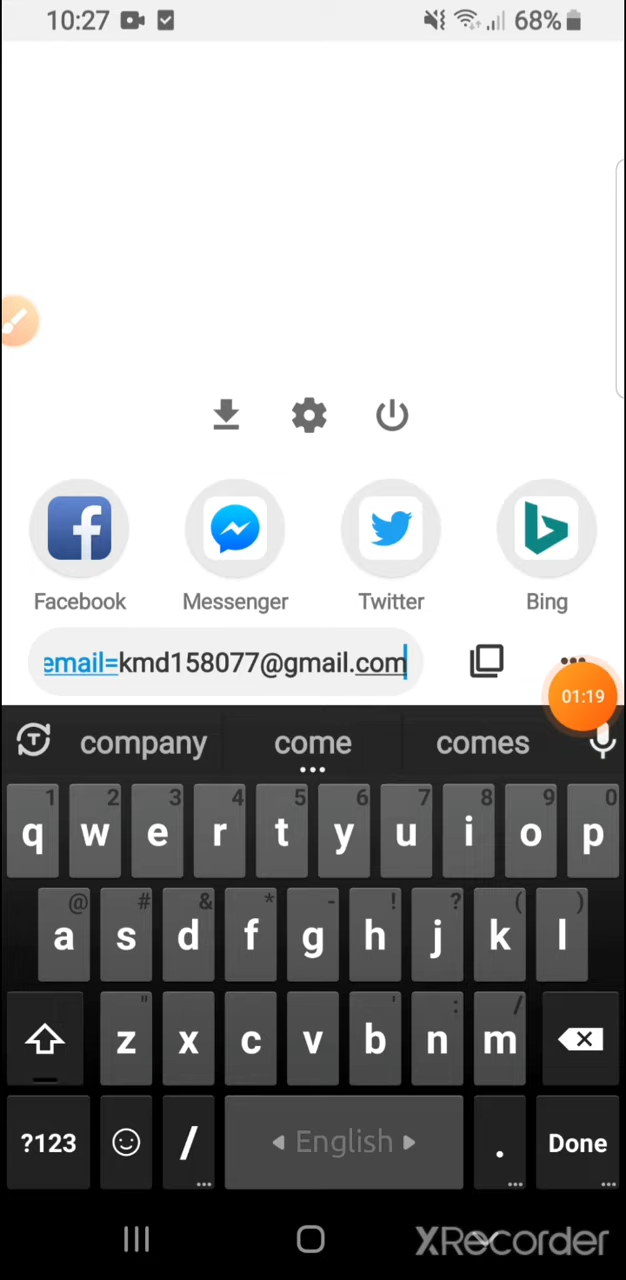 10:27 68%
Facebook Messenger Twitter Bing
email=kmd158077@gmail.com
01:19
company come comes
1 2 3 4 5 6 7 8 9 0
q w e r t y u i o p
@ # & * - ! ? ( )
a s d f g h j k l
" ' : /
z x c v b n m
?123 / English . Done
XRecorder